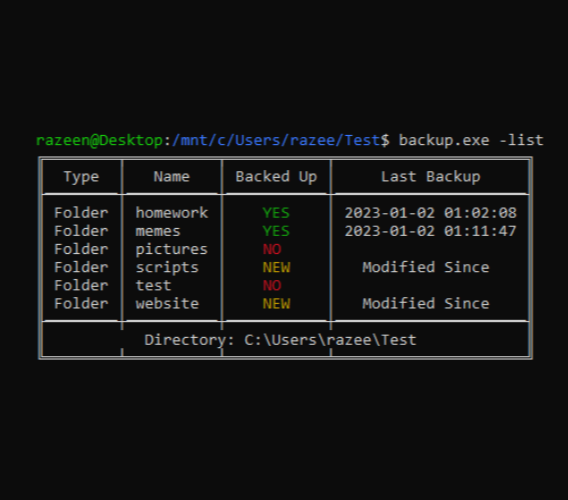 razeen@Desktop:/mnt/c/Users/razee/Test$ backup.exe -list
Type Name Backed Up Last Backup
Folder homework YES 2023-01-02 01:02:08
Folder memes YES 2023-01-02 01:11:47
Folder pictures NO
Folder scripts NEW Modified Since
Folder test NO
Folder website NEW Modified Since
Directory: C:\Users\razee\Test